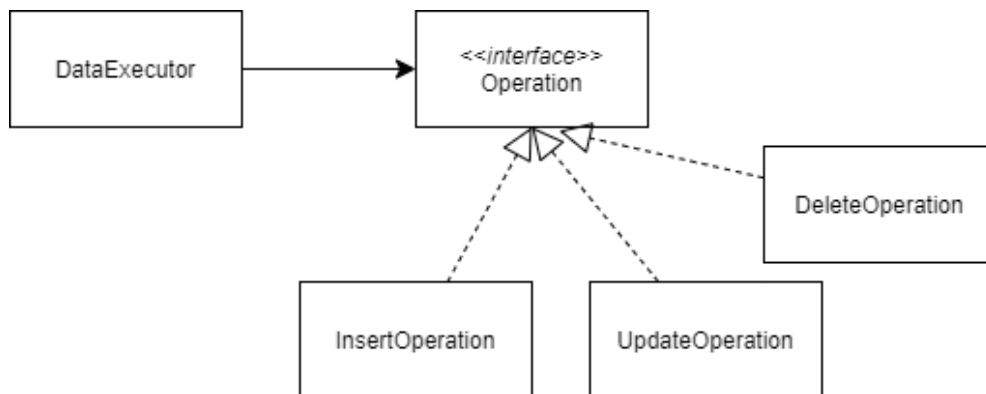 DataExecutor
<<interface>>
Operation
DeleteOperation
InsertOperation
UpdateOperation